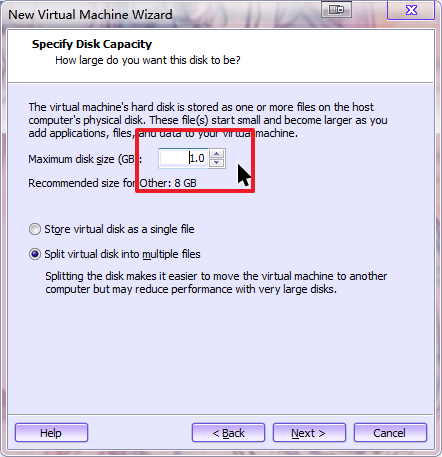 New Virtual Machine Wizard
Specify Disk Capacity
How large do you want this disk to be?
The virtual machine's hard disk is stored as one or more files on the host
computer's physical disk. These file(s) start small and become larger as you
add applications, files, and data to your virtual machine.
Maximum disk size (GB): 1.0
Recommended size for Other: 8 GB
Store virtual disk as a single file
Split virtual disk into multiple files
Splitting the disk makes it easier to move the virtual machine to another
computer but may reduce performance with very large disks.
Help < Back Next > Cancel